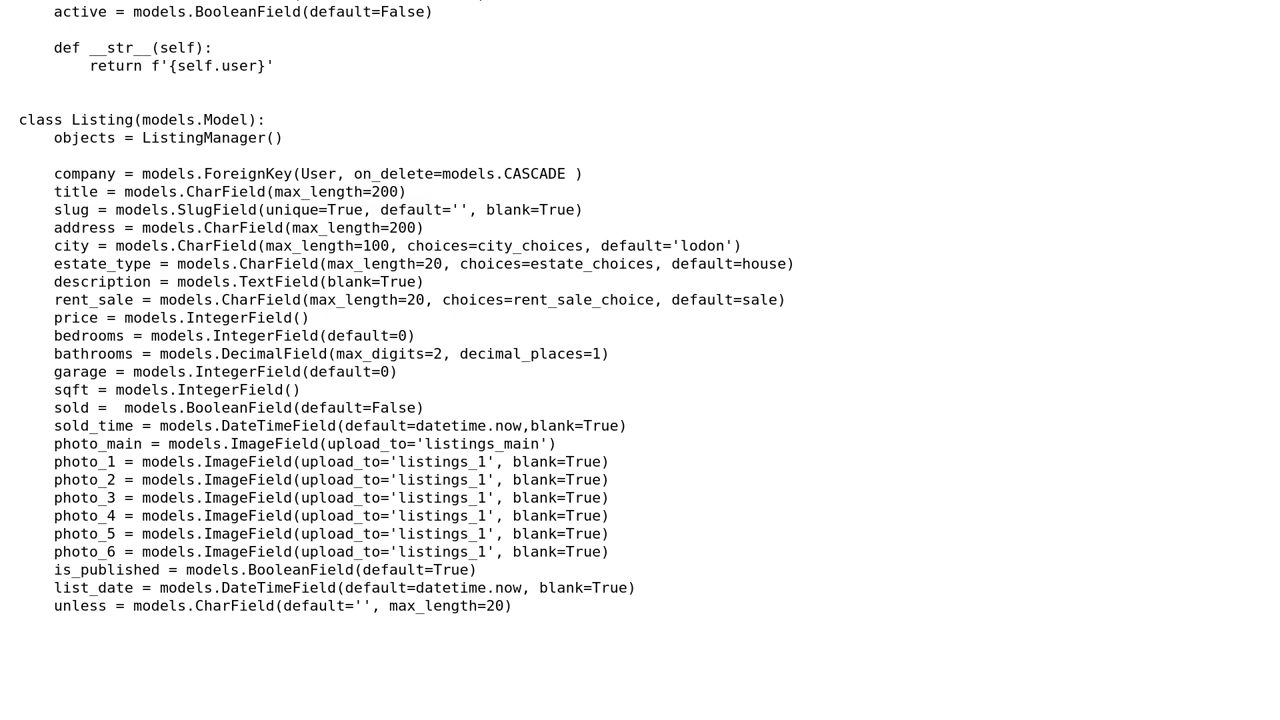 active = models.BooleanField(default=False)

    def __str__(self):
        return f'{self.user}'


class Listing(models.Model):
    objects = ListingManager()

    company = models.ForeignKey(User, on_delete=models.CASCADE )
    title = models.CharField(max_length=200)
    slug = models.SlugField(unique=True, default='', blank=True)
    address = models.CharField(max_length=200)
    city = models.CharField(max_length=100, choices=city_choices, default='lodon')
    estate_type = models.CharField(max_length=20, choices=estate_choices, default=house)
    description = models.TextField(blank=True)
    rent_sale = models.CharField(max_length=20, choices=rent_sale_choice, default=sale)
    price = models.IntegerField()
    bedrooms = models.IntegerField(default=0)
    bathrooms = models.DecimalField(max_digits=2, decimal_places=1)
    garage = models.IntegerField(default=0)
    sqft = models.IntegerField()
    sold =  models.BooleanField(default=False)
    sold_time = models.DateTimeField(default=datetime.now,blank=True)
    photo_main = models.ImageField(upload_to='listings_main')
    photo_1 = models.ImageField(upload_to='listings_1', blank=True)
    photo_2 = models.ImageField(upload_to='listings_1', blank=True)
    photo_3 = models.ImageField(upload_to='listings_1', blank=True)
    photo_4 = models.ImageField(upload_to='listings_1', blank=True)
    photo_5 = models.ImageField(upload_to='listings_1', blank=True)
    photo_6 = models.ImageField(upload_to='listings_1', blank=True)
    is_published = models.BooleanField(default=True)
    list_date = models.DateTimeField(default=datetime.now, blank=True)
    unless = models.CharField(default='', max_length=20)